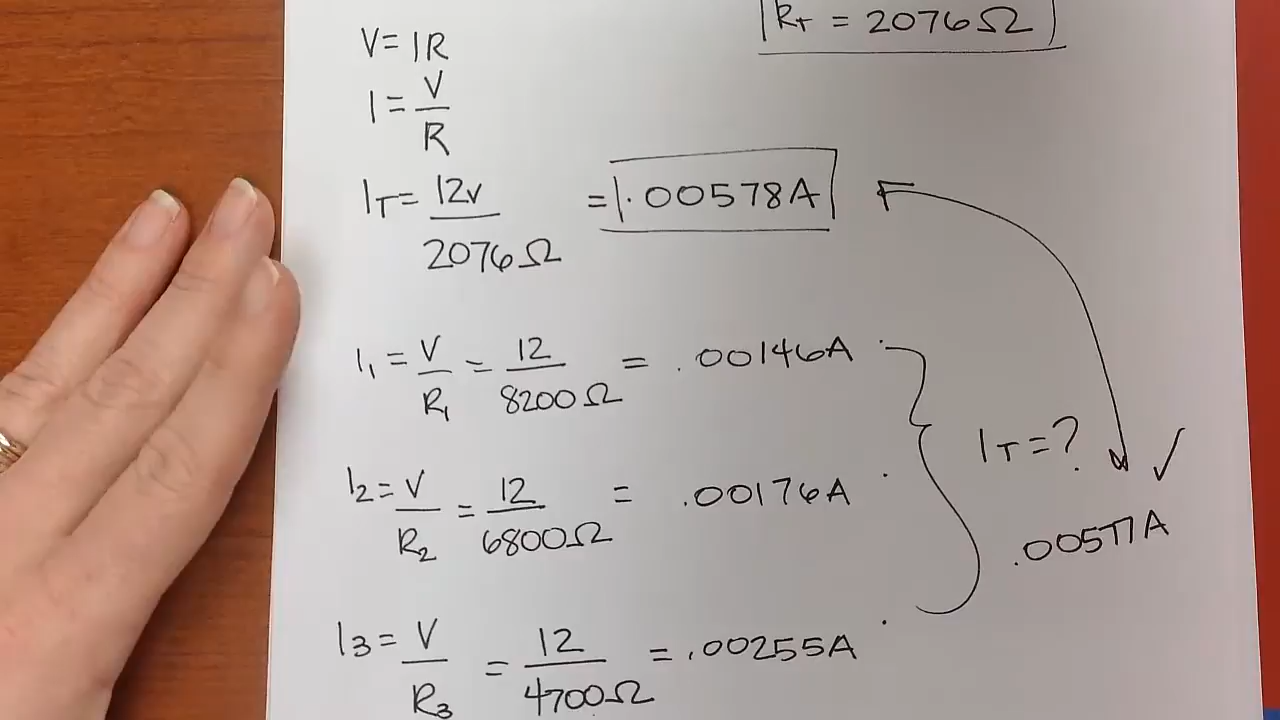 RT = 2076Ω
V = IR
I = V/R
IT = 12v/2076Ω = .00578A
I1 = V/R1 = 12/8200Ω = .00146A
IT = ?
I2 = V/R2 = 12/6800Ω = .00176A
.00577A
I3 = V/R3 = 12/4700Ω = .00255A